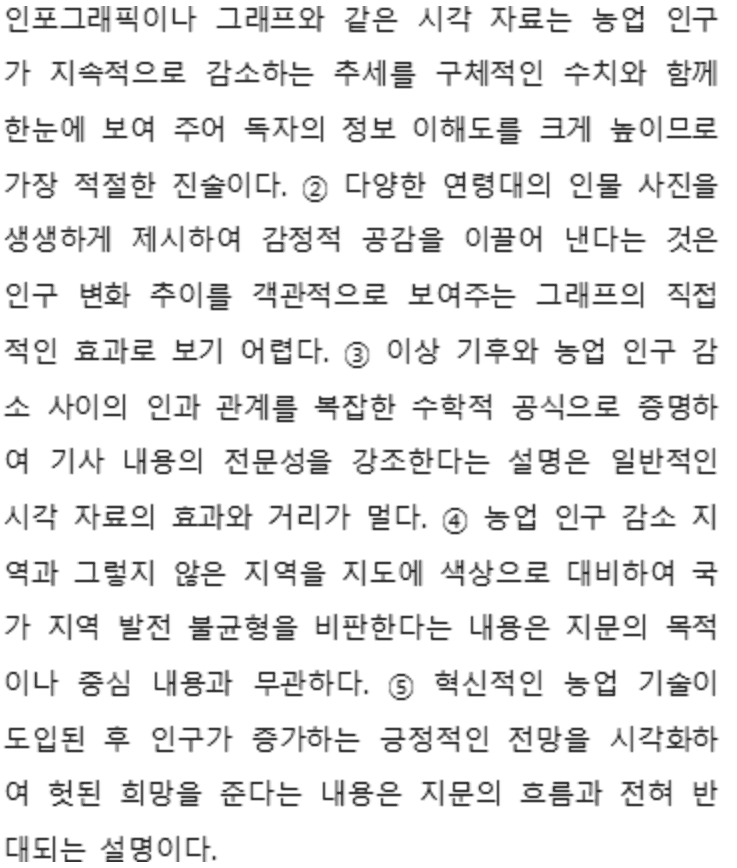 인포그래픽이나 그래프와 같은 시각 자료는 농업 인구
가 지속적으로 감소하는 추세를 구체적인 수치와 함께
한눈에 보여 주어 독자의 정보 이해도를 크게 높이므로
가장 적절한 진술이다. ② 다양한 연령대의 인물 사진을
생생하게 제시하여 감정적 공감을 이끌어 낸다는 것은
인구 변화 추이를 객관적으로 보여주는 그래프의 직접
적인 효과로 보기 어렵다. ③ 이상 기후와 농업 인구 감
소 사이의 인과 관계를 복잡한 수학적 공식으로 증명하
여 기사 내용의 전문성을 강조한다는 설명은 일반적인
시각 자료의 효과와 거리가 멀다. ④ 농업 인구 감소 지
역과 그렇지 않은 지역을 지도에 색상으로 대비하여 국
가 지역 발전 불균형을 비판한다는 내용은 지문의 목적
이나 중심 내용과 무관하다. ⑤ 혁신적인 농업 기술이
도입된 후 인구가 증가하는 긍정적인 전망을 시각화하
여 헛된 희망을 준다는 내용은 지문의 흐름과 전혀 반
대되는 설명이다.